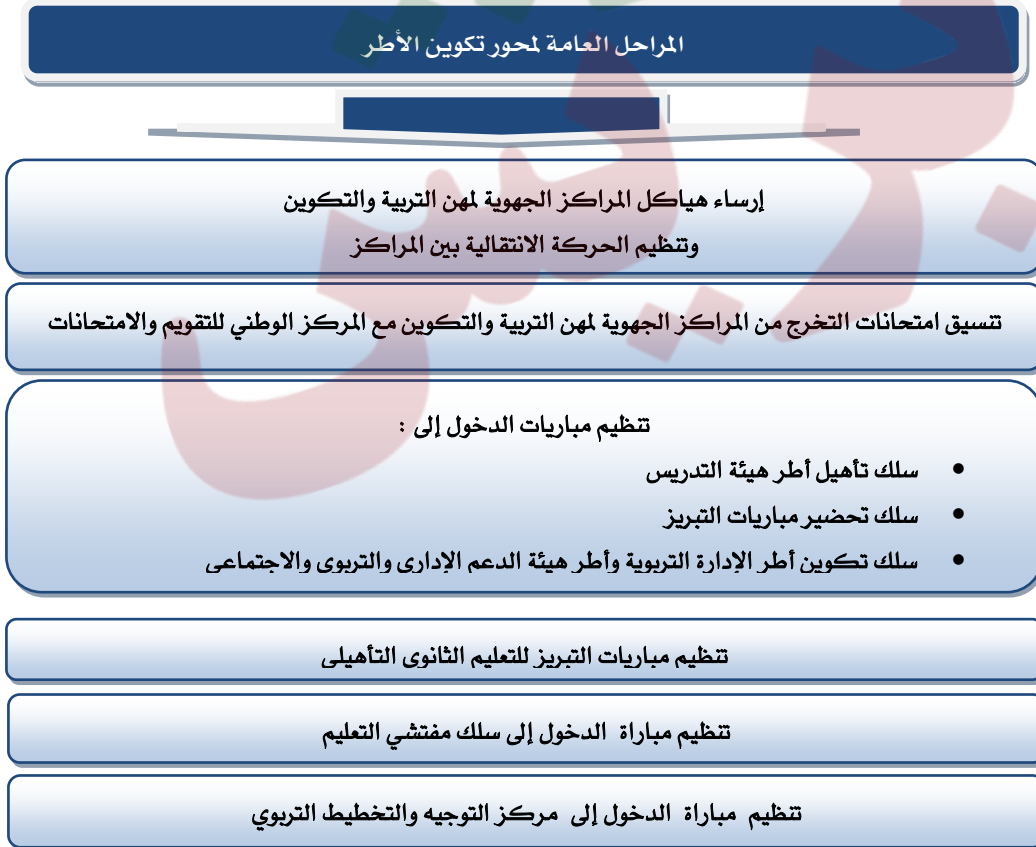 المراحل العامة لمحور تكوين الأطر
إرساء هياكل المراكز الجهوية لمهن التربية والتكوين
وتنظيم الحركة الانتقالية بين المراكز
تنسيق امتحانات التخرج من المراكز الجهوية لمهن التربية والتكوين مع المركز الوطني للتقويم والامتحانات
تنظيم مباريات الدخول إلى :
• سلك تأهيل أطر هيئة التدريس
• سلك تحضير مباريات التبريز
• سلك تكوين أطر الإدارة التربوية وأطر هيئة الدعم الإداري والتربوي والاجتماعي
تنظيم مباريات التبريز للتعليم الثانوي التأهيلي
تنظيم مباراة الدخول إلى سلك مفتشي التعليم
تنظيم مباراة الدخول إلى مركز التوجيه والتخطيط التربوي